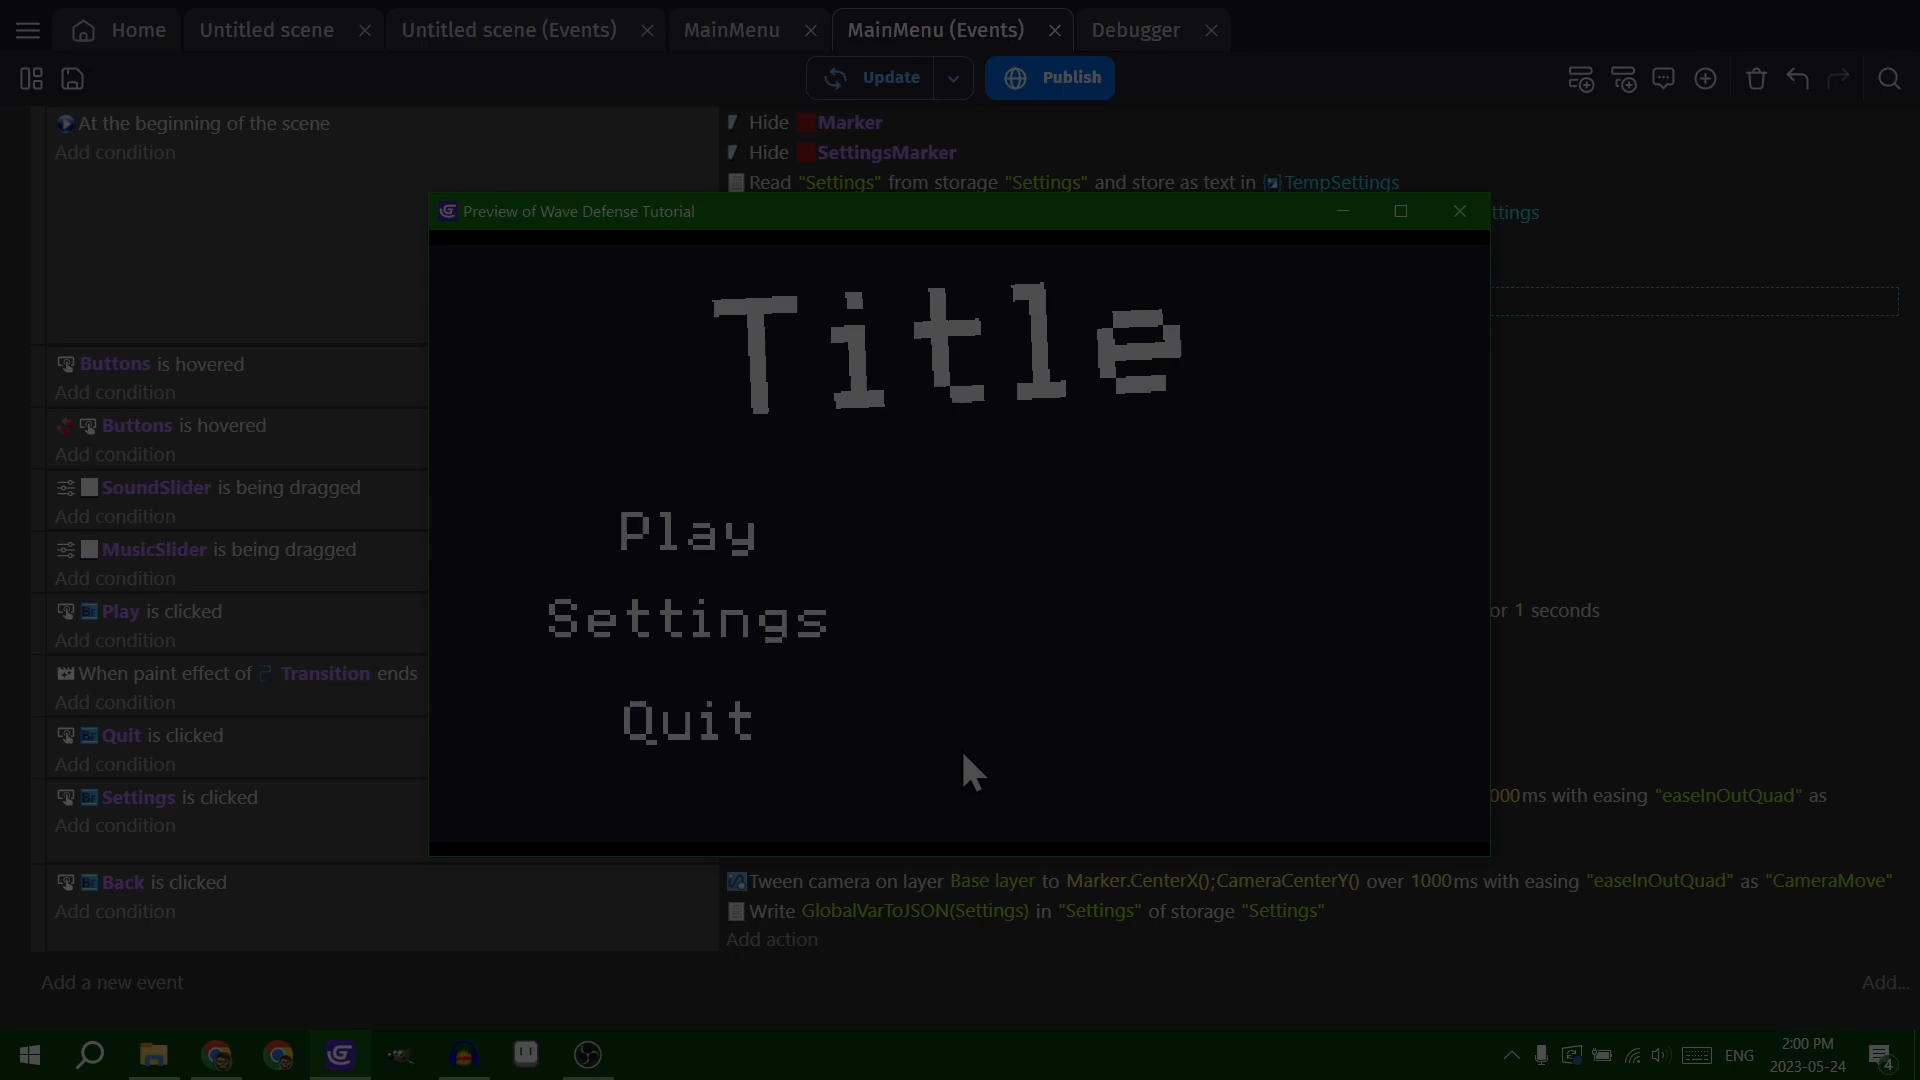 Home
Untitled scene
Untitled scene (Events)
MainMenu
MainMenu (Events)
Debugger
Update
Publish
At the beginning of the scene
Add condition
Hide Marker
Hide SettingsMarker
Read "Settings" from storage "Settings" and store as text in TempSettings
ttings
Preview of Wave Defense Tutorial
Title
Play
Settings
Quit
Buttons is hovered
Add condition
Buttons is hovered
Add condition
SoundSlider is being dragged
Add condition
MusicSlider is being dragged
Add condition
Br Play is clicked
or 1 seconds
Add condition
When paint effect of Transition ends
Add condition
Br Quit is clicked
Add condition
Br Settings is clicked
000ms with easing "easeInOutQuad" as
Add condition
Br Back is clicked
Add condition
Tween camera on layer Base layer to Marker.CenterX();CameraCenterY() over 1000ms with easing "easeInOutQuad" as "CameraMove"
Write GlobalVarToJSON(Settings) in "Settings" of storage "Settings"
Add action
Add a new event
Add...
ENG
2:00 PM
2023-05-24
4